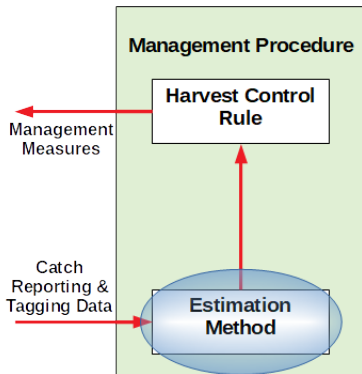 Management Procedure
Harvest Control
Rule
Management
Measures
Catch
Reporting &
Tagging Data
Estimation
Method